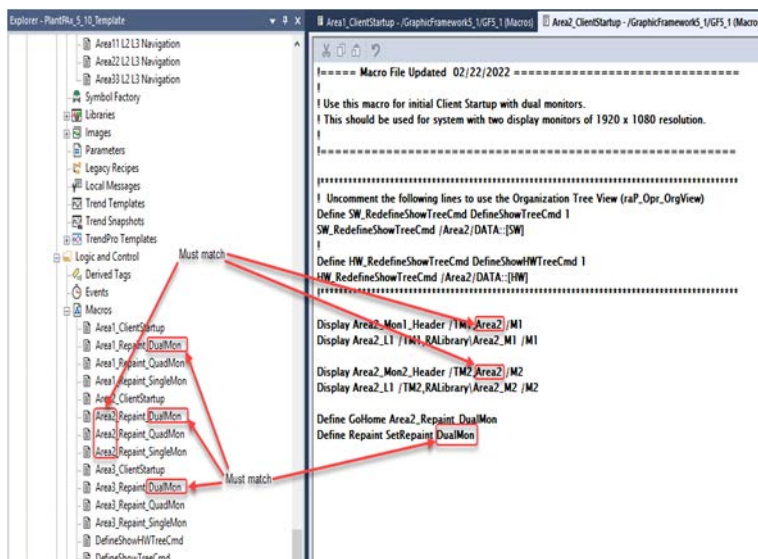 Explorer - PlantPAx_5_10_Template
Area11 L2 L3 Navigation
Area22 L2 L3 Navigation
Area33 L2 L3 Navigation
Symbol Factory
Libraries
Images
Parameters
Legacy Recipes
Local Messages
Trend Templates
Trend Snapshots
TrendPro Templates
Logic and Control
Derived Tags
Events
Macros
Area1_ClientStartup
Area1_Repaint_DualMon
Area1_Repaint_QuadMon
Area1_Repaint_SingleMon
Area2_ClientStartup
Area2_Repaint_DualMon
Area2_Repaint_QuadMon
Area2_Repaint_SingleMon
Area3_ClientStartup
Area3_Repaint_DualMon
Area3_Repaint_QuadMon
Area3_Repaint_SingleMon
DefineShowHWTreeCmd
DefineShowTreeCmd
Must match
Must match
Area1_ClientStartup - /GraphicFramework5_1/GF5_1 (Macros)
Area2_ClientStartup - /GraphicFramework5_1/GF5_1 (Macro
!===== Macro File Updated 02/22/2022 ==============================
!
! Use this macro for initial Client Startup with dual monitors.
! This should be used for system with two display monitors of 1920 x 1080 resolution.
!
!==========================================================
!****************************************************************************
! Uncomment the following lines to use the Organization Tree View (raP_Opr_OrgView)
Define SW_RedefineShowTreeCmd DefineShowTreeCmd 1
SW_RedefineShowTreeCmd /Area2/DATA::[SW]
!
Define HW_RedefineShowTreeCmd DefineShowHWTreeCmd 1
HW_RedefineShowTreeCmd /Area2/DATA::[HW]
!****************************************************************************
Display Area2_Mon1_Header /TM1,Area2 /M1
Display Area2_L1 /TM1,RALibrary\Area2_M1 /M1
Display Area2_Mon2_Header /TM2,Area2 /M2
Display Area2_L1 /TM2,RALibrary\Area2_M2 /M2
Define GoHome Area2_Repaint_DualMon
Define Repaint SetRepaint DualMon